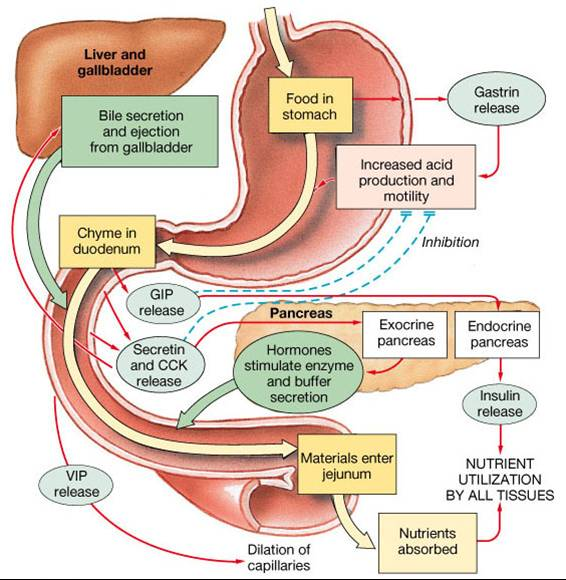 Liver and
gallbladder
Bile secretion
and ejection
from gallbladder
Food in
stomach
Gastrin
release
Increased acid
production and
motility
Inhibition
Chyme in
duodenum
GIP
release
Secretin
and CCK
release
Pancreas
Exocrine
pancreas
Endocrine
pancreas
Hormones
stimulate enzyme
and buffer
secretion
Insulin
release
Materials enter
jejunum
NUTRIENT
UTILIZATION
BY ALL TISSUES
VIP
release
Nutrients
absorbed
Dilation of
capillaries